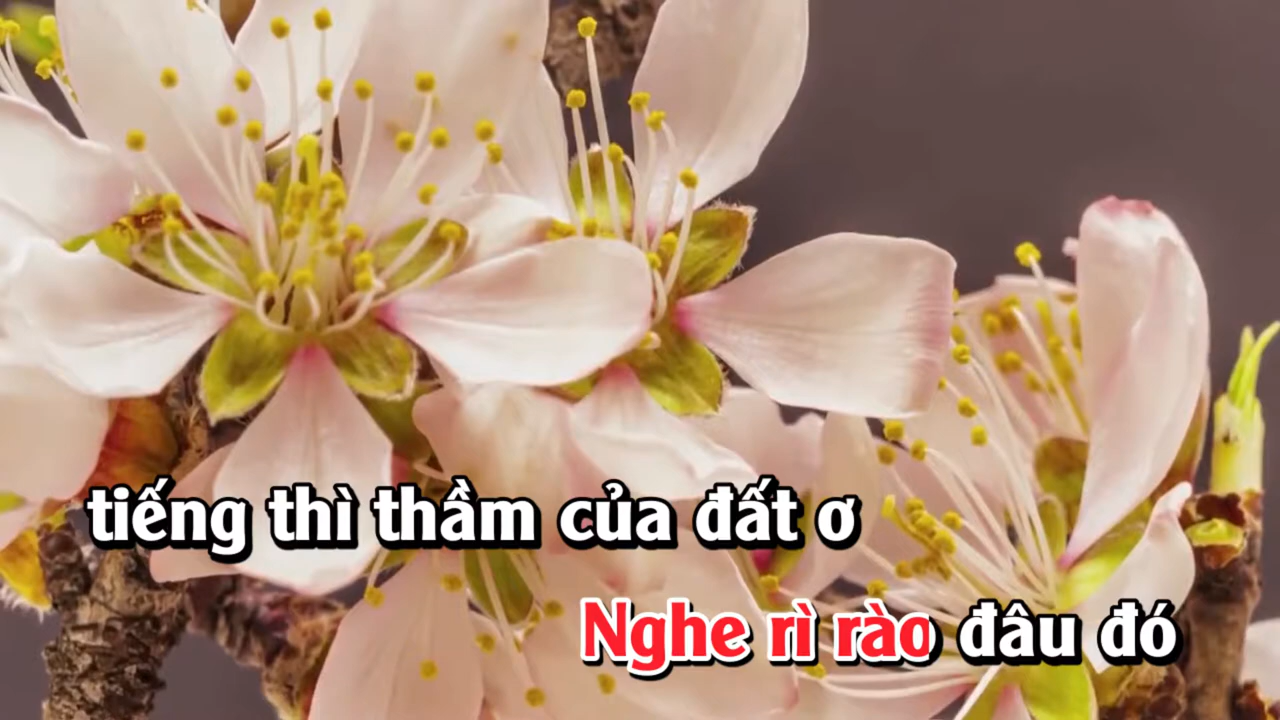 tiếng thì thầm của đất ơ
Nghe rì rào đâu đó